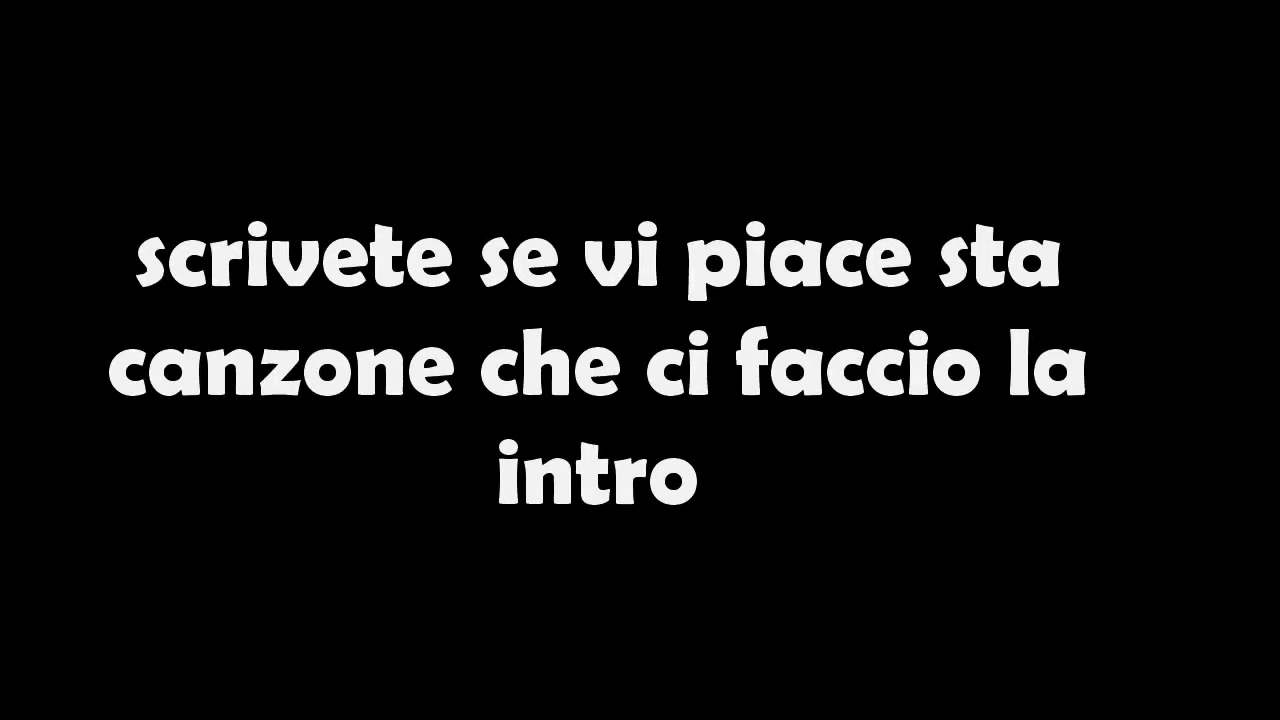 scrivete se vi piace sta
canzone che ci faccio la
intro